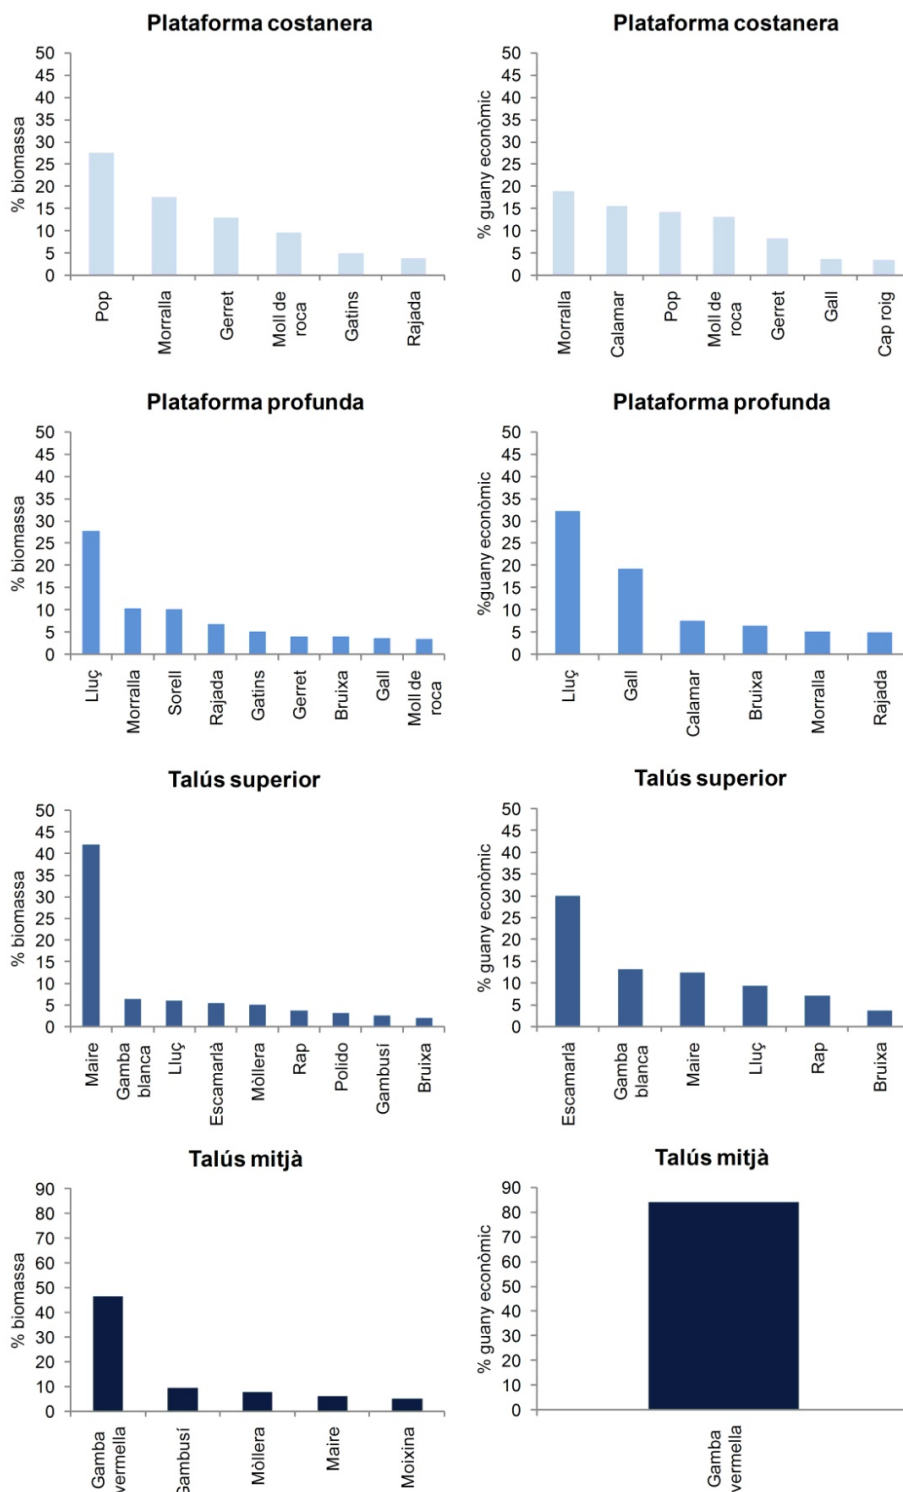 Plataforma costanera
% biomassa
50
45
40
35
30
25
20
15
10
5
0
Pop
Morralla
Gerret
Moll de
roca
Gatins
Rajada
Plataforma costanera
% guany econòmic
50
45
40
35
30
25
20
15
10
5
0
Morralla
Calamar
Pop
Moll de
roca
Gerret
Gall
Cap roig
Plataforma profunda
% biomassa
50
45
40
35
30
25
20
15
10
5
0
Lluç
Morralla
Sorell
Rajada
Gatins
Gerret
Bruixa
Gall
Moll de
roca
Plataforma profunda
%guany econòmic
50
45
40
35
30
25
20
15
10
5
0
Lluç
Gall
Calamar
Bruixa
Morralla
Rajada
Talús superior
% biomassa
50
45
40
35
30
25
20
15
10
5
0
Maire
Gamba
blanca
Lluç
Escamarlà
Mòllera
Rap
Polido
Gambusí
Bruixa
Talús superior
% guany econòmic
50
45
40
35
30
25
20
15
10
5
0
Escamarlà
Gamba
blanca
Maire
Lluç
Rap
Bruixa
Talús mitjà
% biomassa
90
80
70
60
50
40
30
20
10
0
Gamba
vermella
Gambusí
Mòllera
Maire
Moixina
Talús mitjà
% guany econòmic
90
80
70
60
50
40
30
20
10
0
Gamba
vermella